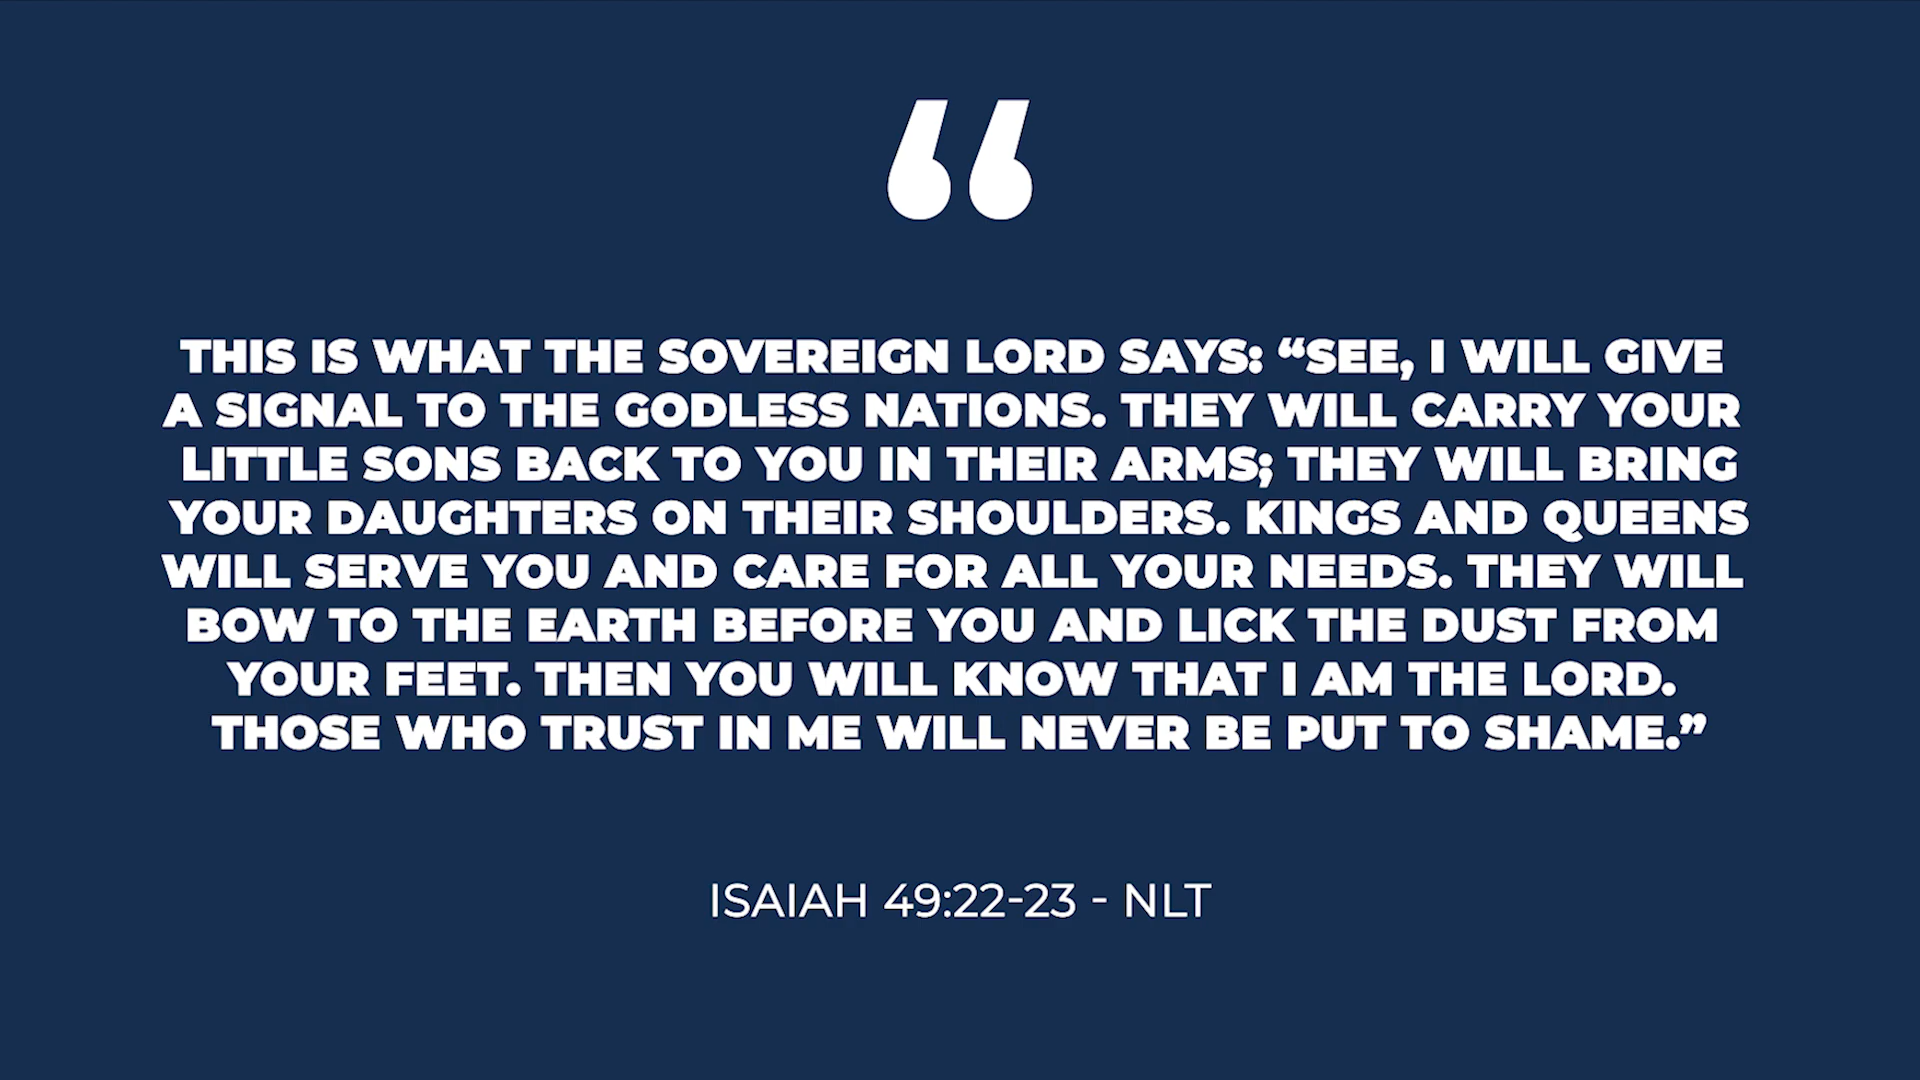 “
THIS IS WHAT THE SOVEREIGN LORD SAYS: “SEE, I WILL GIVE
A SIGNAL TO THE GODLESS NATIONS. THEY WILL CARRY YOUR
LITTLE SONS BACK TO YOU IN THEIR ARMS; THEY WILL BRING
YOUR DAUGHTERS ON THEIR SHOULDERS. KINGS AND QUEENS
WILL SERVE YOU AND CARE FOR ALL YOUR NEEDS. THEY WILL
BOW TO THE EARTH BEFORE YOU AND LICK THE DUST FROM
YOUR FEET. THEN YOU WILL KNOW THAT I AM THE LORD.
THOSE WHO TRUST IN ME WILL NEVER BE PUT TO SHAME.”
ISAIAH 49:22-23 - NLT